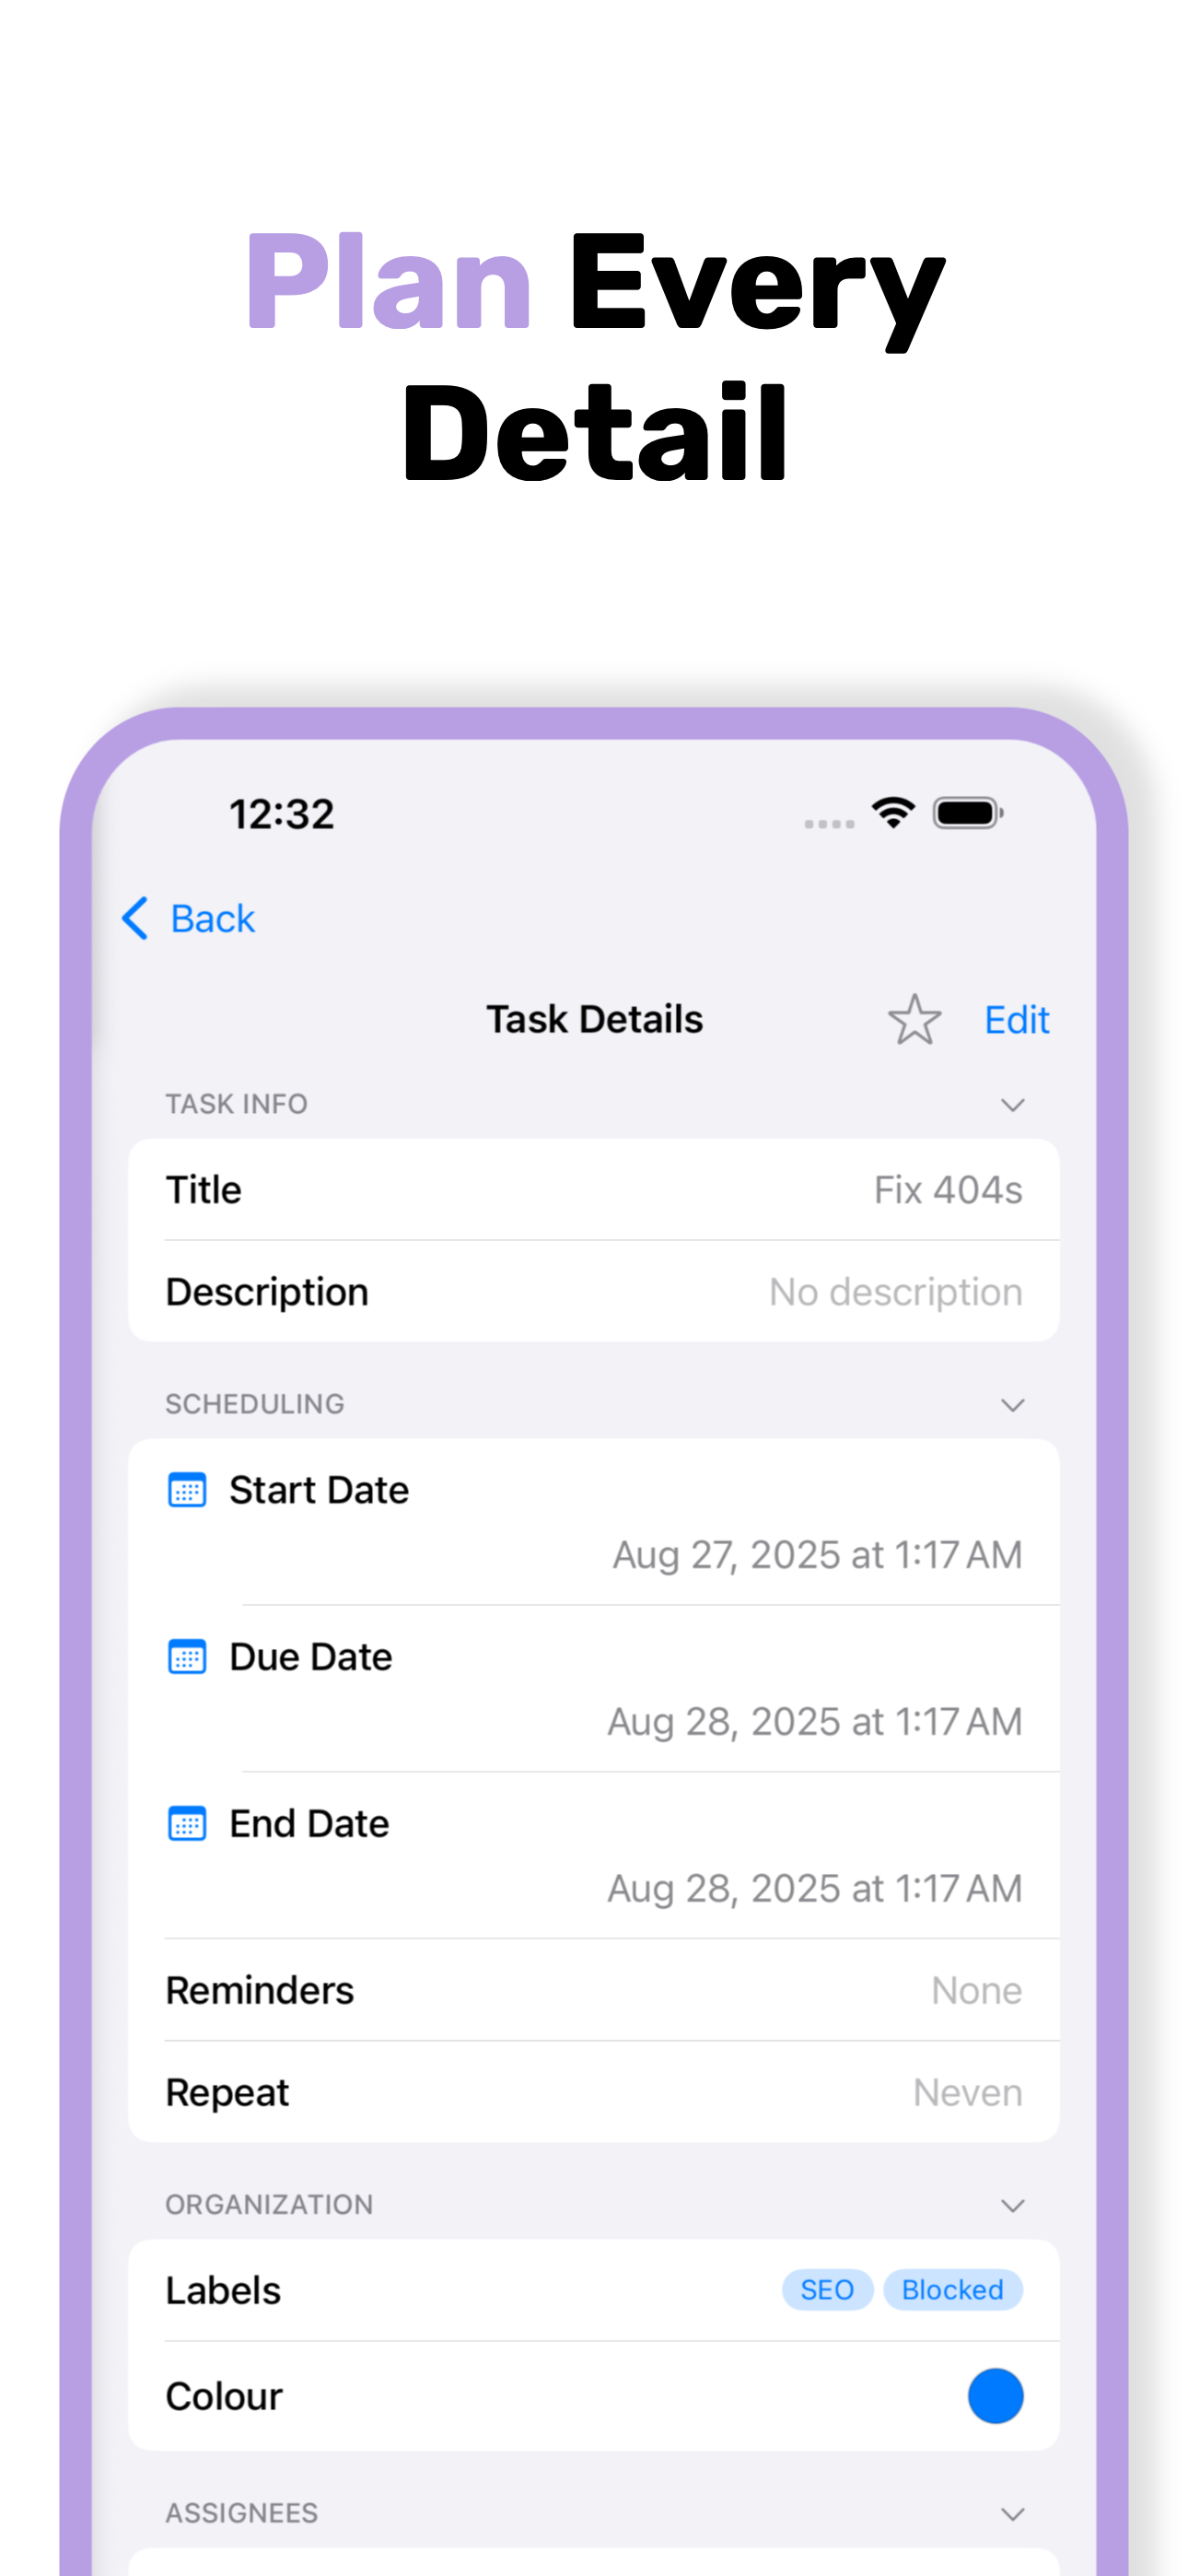 Plan Every
Detail
12:32
Back
Task Details
Edit
TASK INFO
Title
Fix 404s
Description
No description
SCHEDULING
Start Date
Aug 27, 2025 at 1:17 AM
Due Date
Aug 28, 2025 at 1:17 AM
End Date
Aug 28, 2025 at 1:17 AM
Reminders
None
Repeat
Neven
ORGANIZATION
Labels
SEO
Blocked
Colour
ASSIGNEES